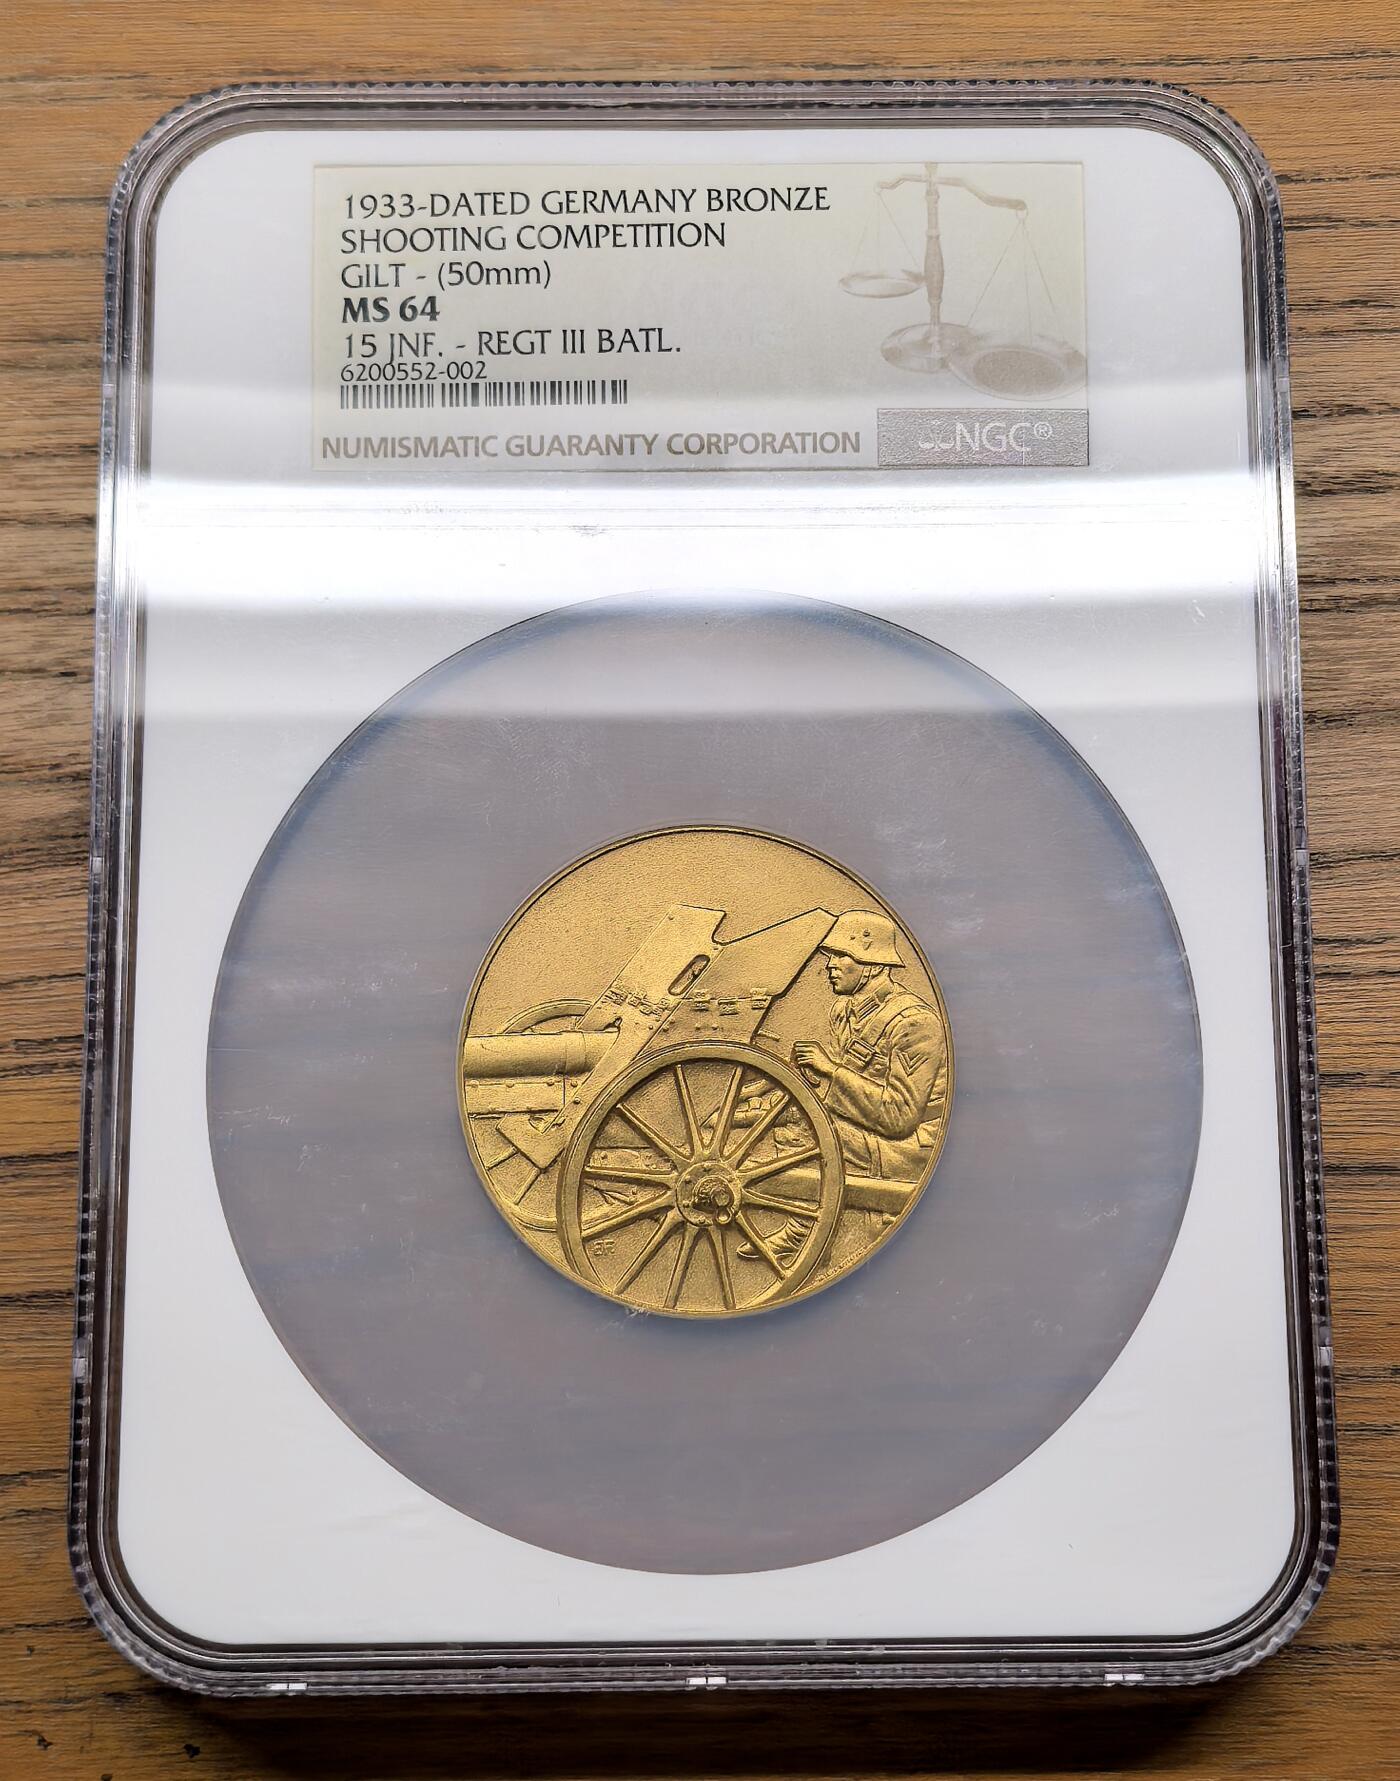 1933-DATED GERMANY BRONZE
SHOOTING COMPETITION
GILT - (50mm)
MS 64
15 JNF. - REGT III BATL.
6200552-002
NUMISMATIC GUARANTY CORPORATION
NGC®